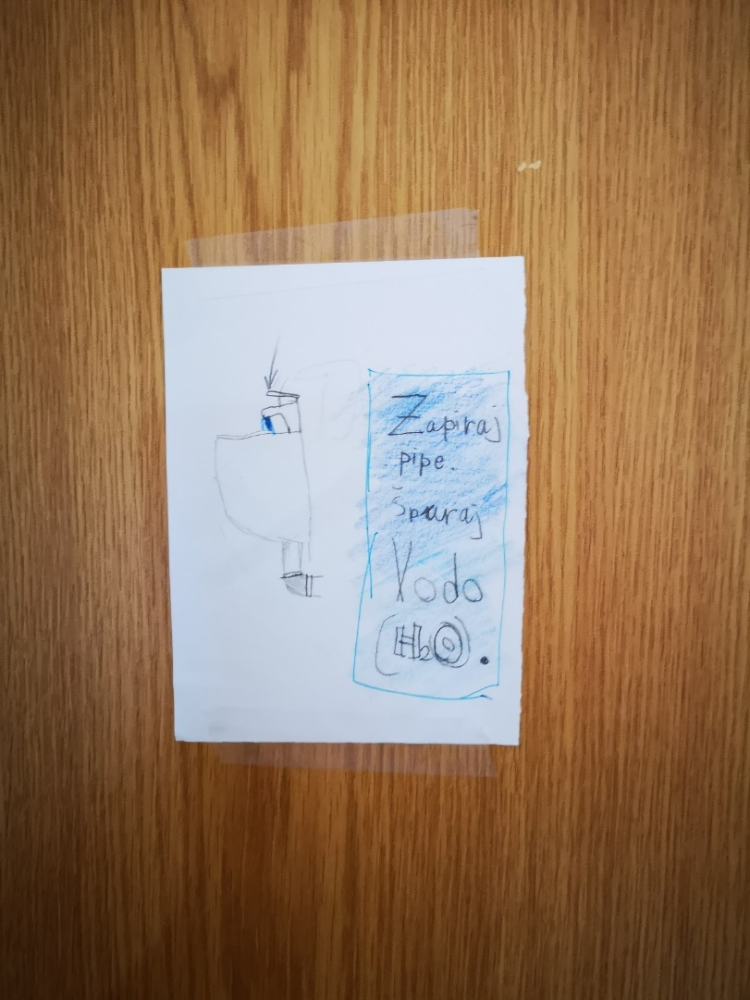 Zapiraj
pipe.
Šparaj
Vodo
(H₂O).